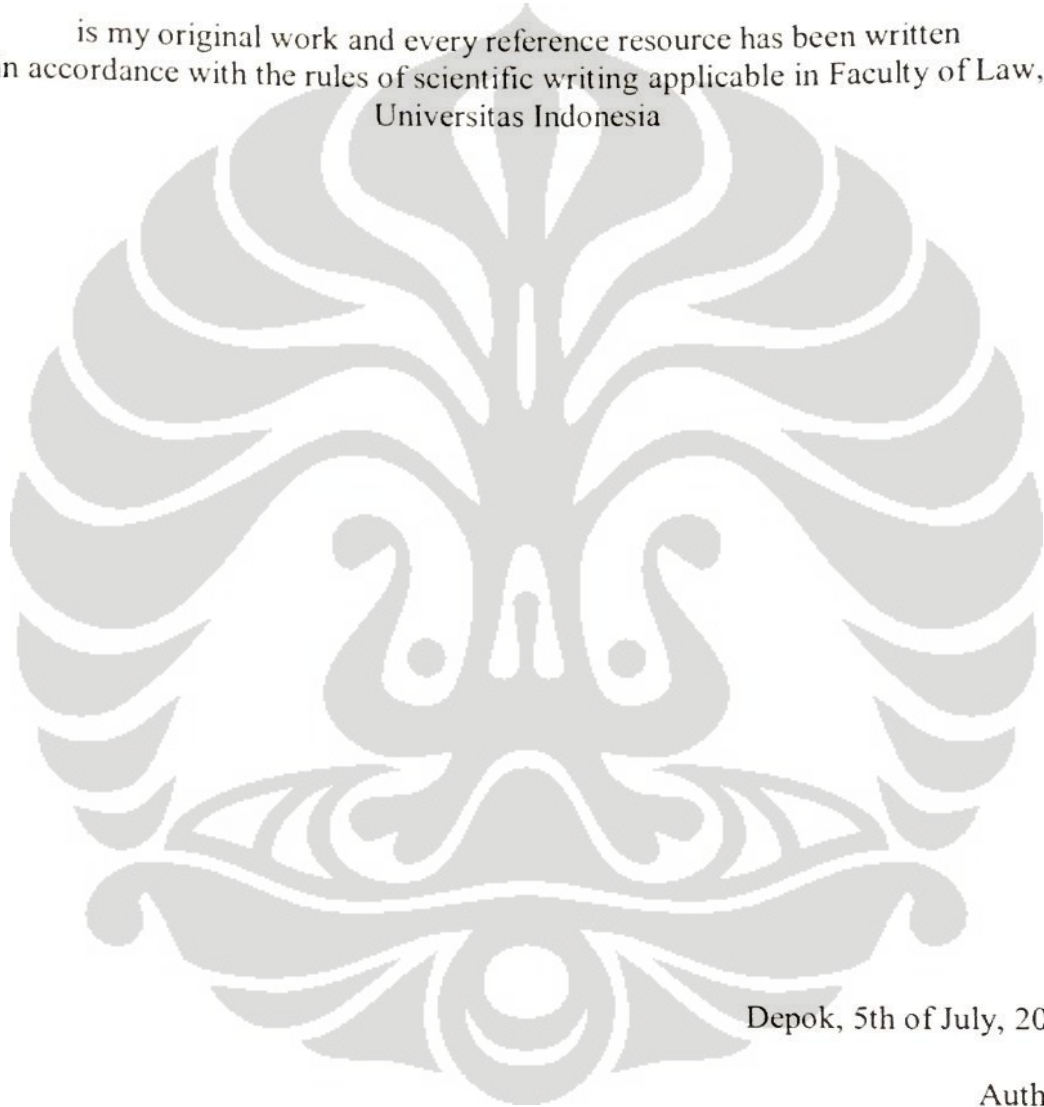 is my original work and every reference resource has been written
n accordance with the rules of scientific writing applicable in Faculty of Law,
Universitas Indonesia
Depok, 5th of July, 20
Auth